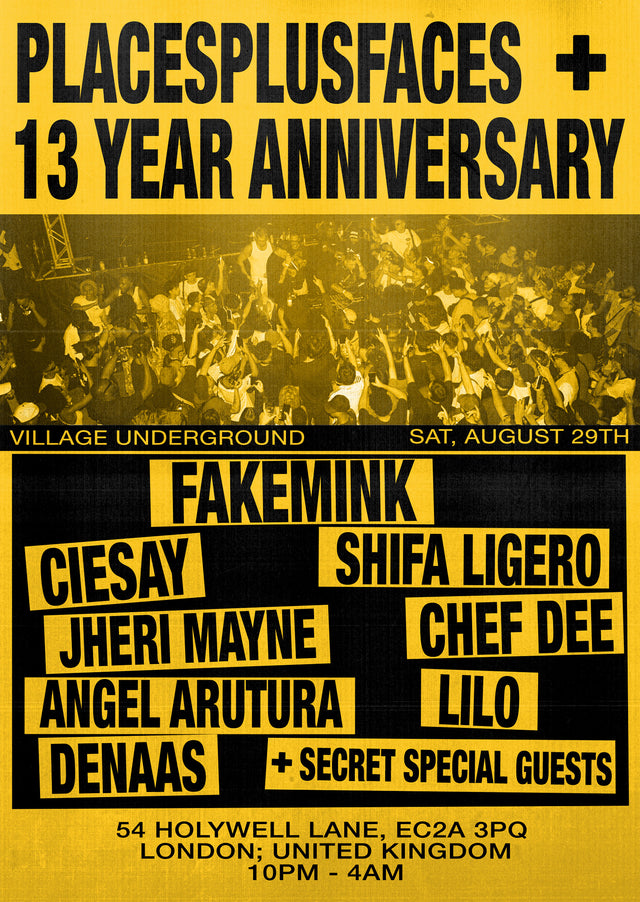 PLACESPLUSFACES +
13 YEAR ANNIVERSARY
VILLAGE UNDERGROUND
SAT, AUGUST 29TH
FAKEMINK
CIESAY
SHIFA LIGERO
JHERI MAYNE
CHEF DEE
ANGEL ARUTURA
LILO
DENAAS
+ SECRET SPECIAL GUESTS
54 HOLYWELL LANE, EC2A 3PQ
LONDON; UNITED KINGDOM
10PM - 4AM